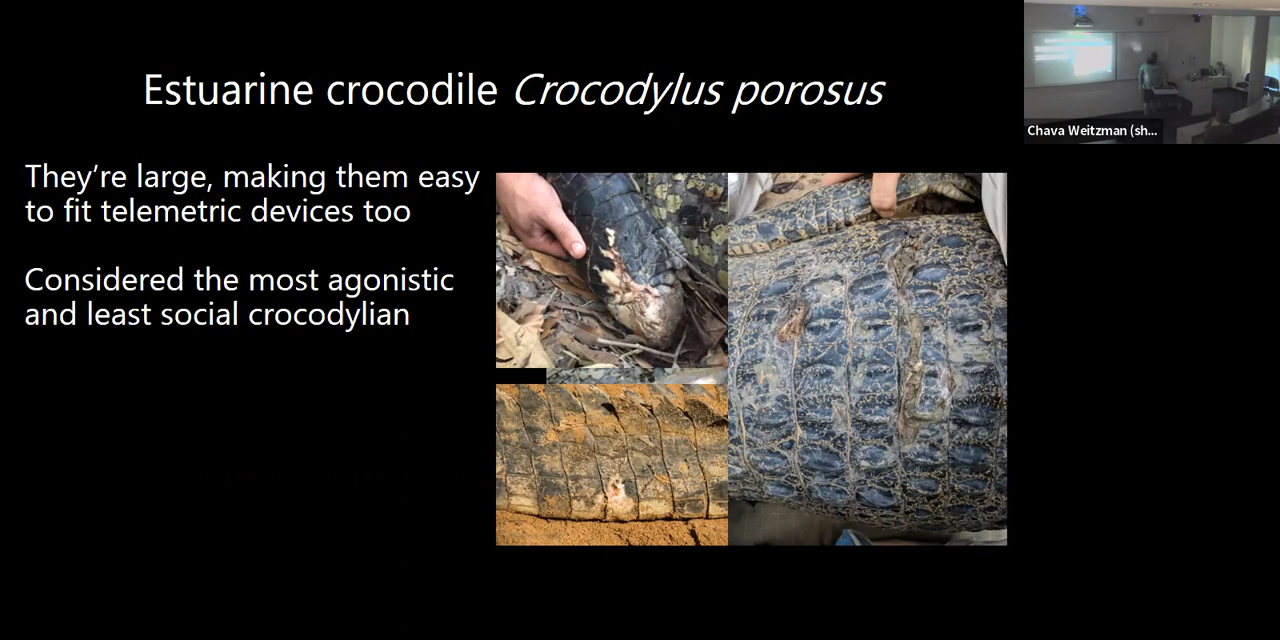 Estuarine crocodile Crocodylus porosus
They’re large, making them easy
to fit telemetric devices too
Considered the most agonistic
and least social crocodylian
Chava Weitzman (sh...